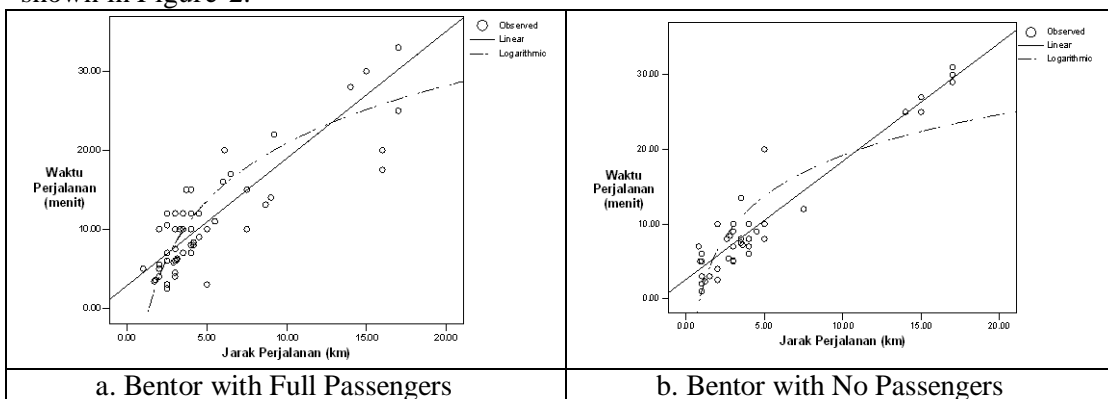 shown in Figure 2.
Observed
Linear
Logarithmic
30.00
20.00
10.00
0.00
Waktu
Perjalanan
(menit)
0.00 5.00 10.00 15.00 20.00
Jarak Perjalanan (km)
Observed
Linear
Logarithmic
30.00
20.00
10.00
0.00
Waktu
Perjalanan
(menit)
0.00 5.00 10.00 15.00 20.00
Jarak Perjalanan (km)
a. Bentor with Full Passengers
b. Bentor with No Passengers